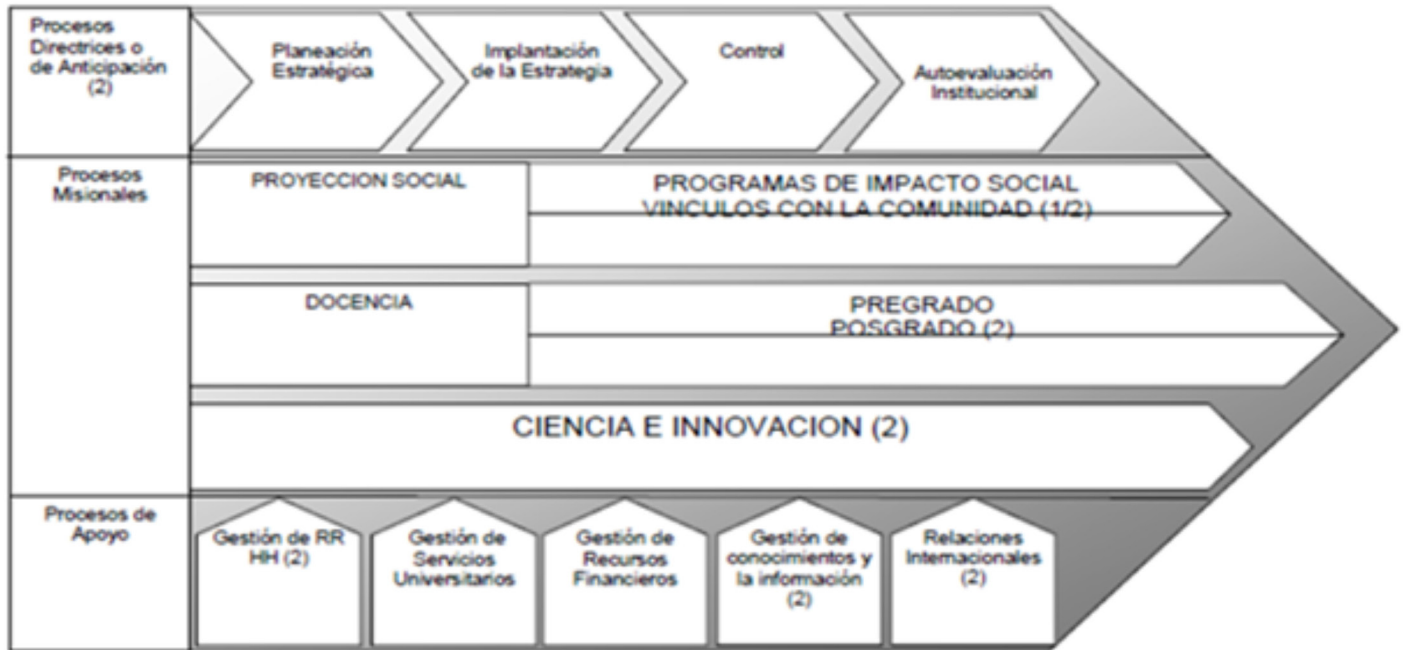 Procesos
Directrices o
de Anticipación
(2)
Planeación
Estratégica
Implantación
de la Estrategia
Control
Autoevaluación
Institucional
Procesos
Misionales
PROYECCION SOCIAL
PROGRAMAS DE IMPACTO SOCIAL
VINCULOS CON LA COMUNIDAD (1/2)
DOCENCIA
PREGRADO
POSGRADO (2)
CIENCIA E INNOVACION (2)
Procesos de
Apoyo
Gestión de RR
HH (2)
Gestión de
Servicios
Universitarios
Gestión de
Recursos
Financieros
Gestión de
conocimientos y
la información
(2)
Relaciones
Internacionales
(2)